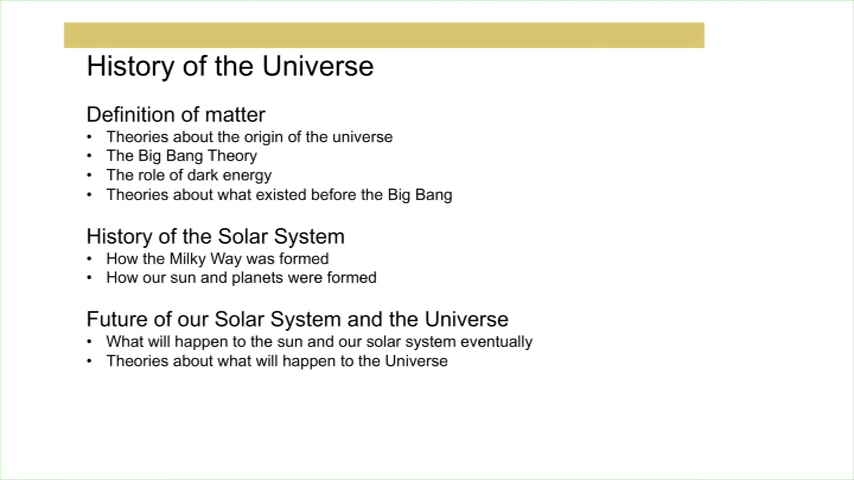 History of the Universe
Definition of matter
• Theories about the origin of the universe
• The Big Bang Theory
• The role of dark energy
• Theories about what existed before the Big Bang
History of the Solar System
• How the Milky Way was formed
• How our sun and planets were formed
Future of our Solar System and the Universe
• What will happen to the sun and our solar system eventually
• Theories about what will happen to the Universe